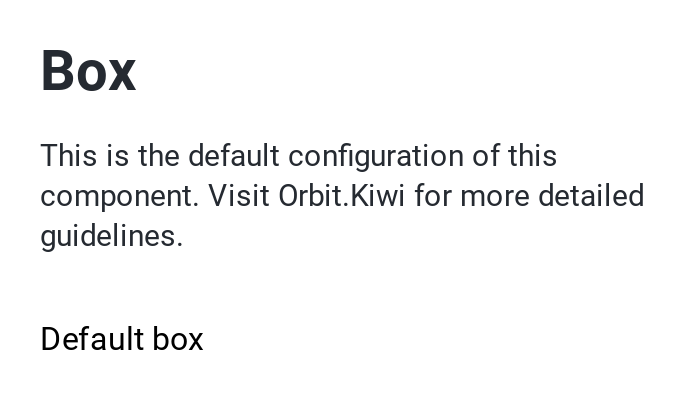 Box
This is the default configuration of this
component. Visit Orbit.Kiwi for more detailed
guidelines.
Default box